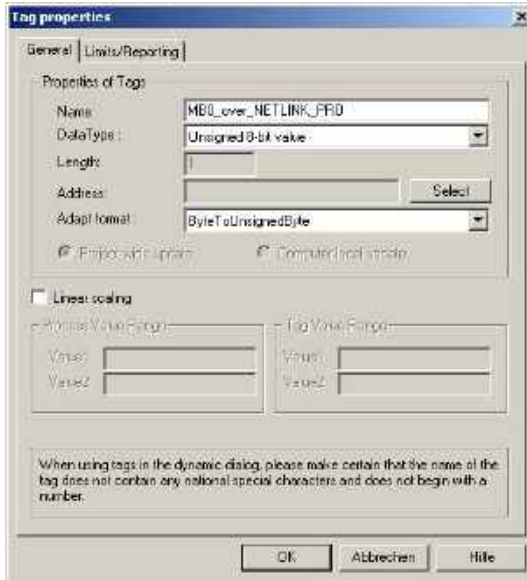 Tag properties
General Limits/Reporting
Properties of Tags
Name: MB0_over_NETLINK_PRO
DataType: Unsigned 8-bit value
Length: 1
Address: Select
Adapt format: ByteToUnsignedByte
Project-wide update Computer-local update
Linear scaling
Process Value Range Tag Value Range
Value1 Value1
Value2 Value2
When using tags in the dynamic dialog, please make certain that the name of the
tag does not contain any national special characters and does not begin with a
number.
OK Abbrechen Hilfe